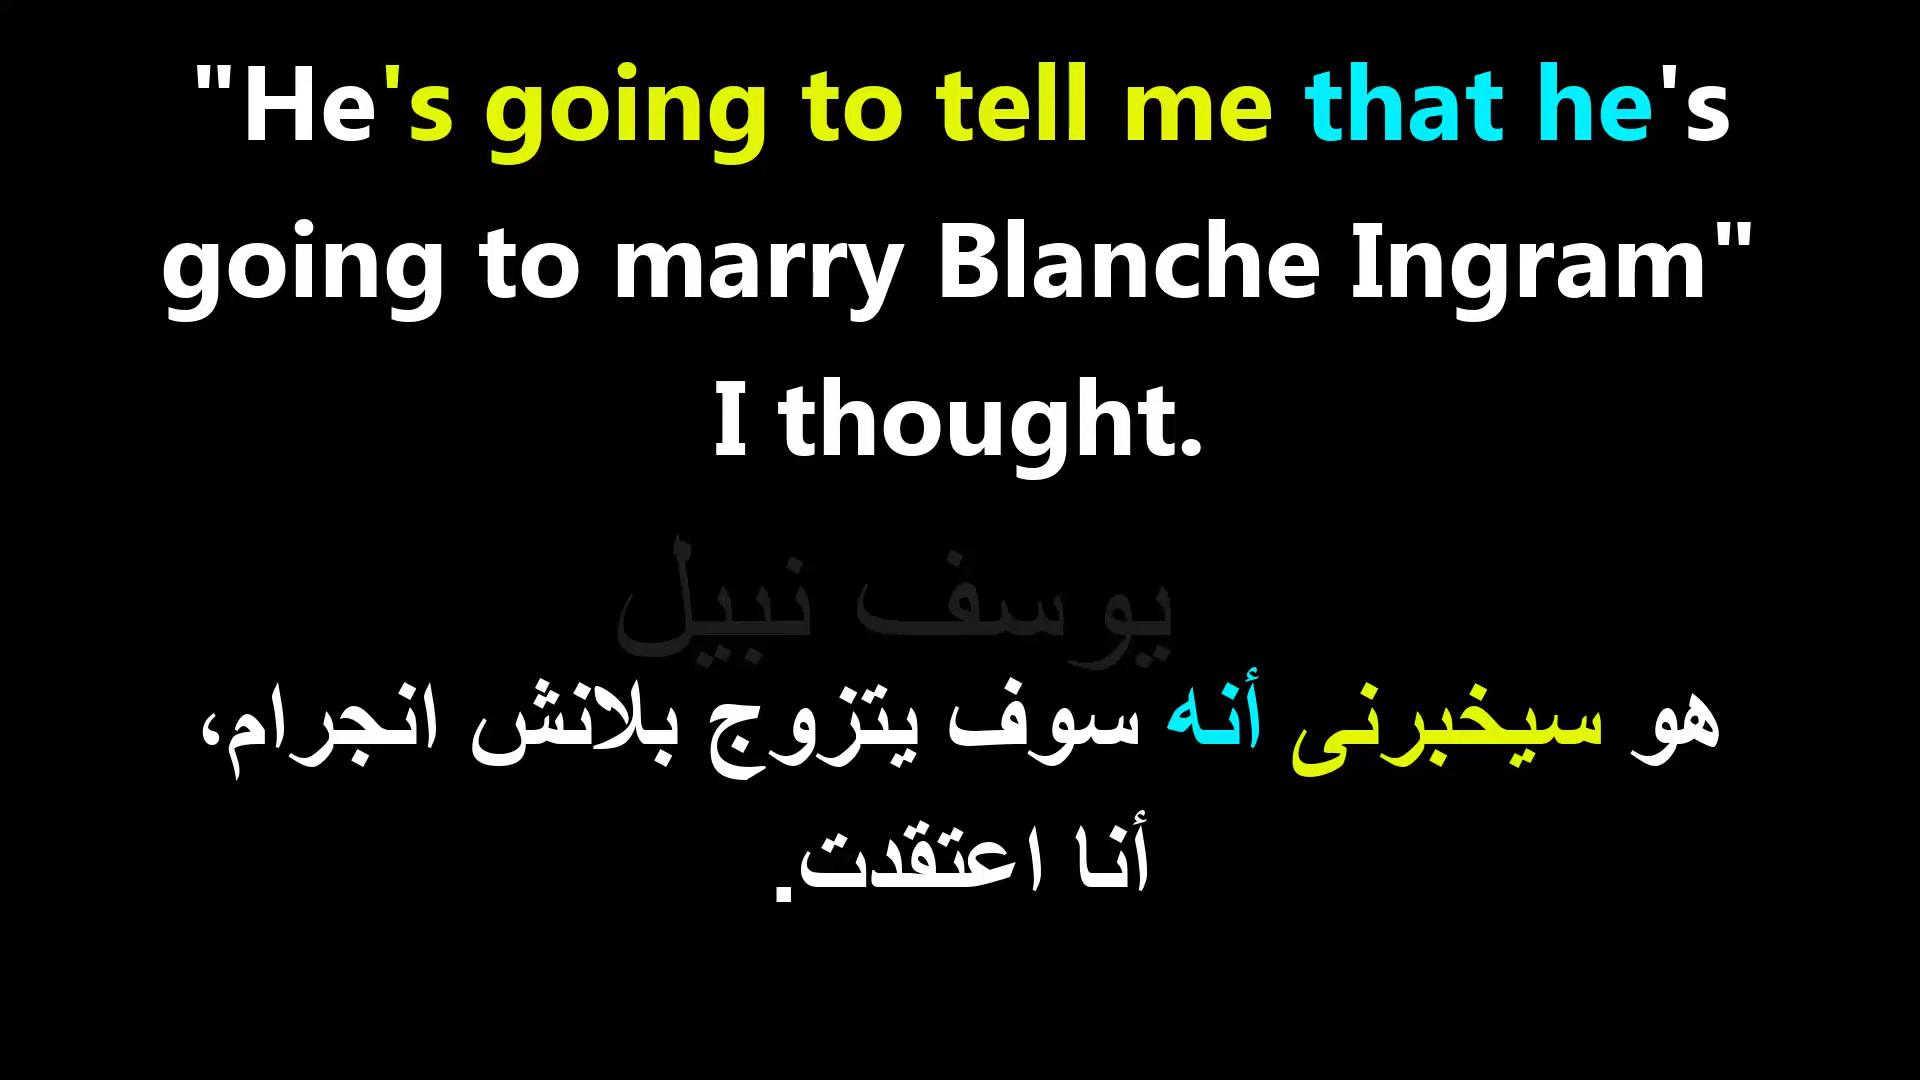 "He's going to tell me that he's
going to marry Blanche Ingram"
I thought.
يوسف نبيل
هو سيخبرنى أنه سوف يتزوج بلانش انجرام،
أنا اعتقدت.